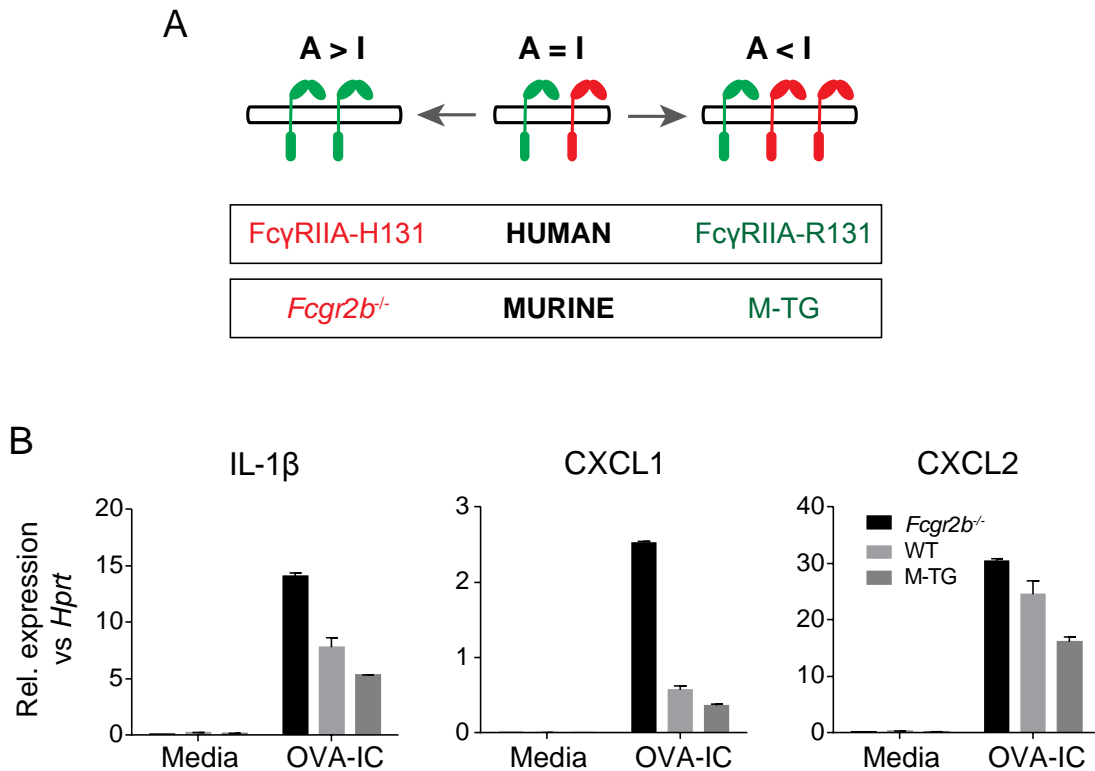 A
A > I A = I A < I
FcγRIIA-H131 HUMAN FcγRIIA-R131
Fcgr2b-/- MURINE M-TG
B
IL-1β CXCL1 CXCL2
Rel. expression
vs Hprt
20
15
10
5
0
Media OVA-IC
3
2
1
0
Media OVA-IC
40
30
20
10
0
Media OVA-IC
Fcgr2b-/-
WT
M-TG